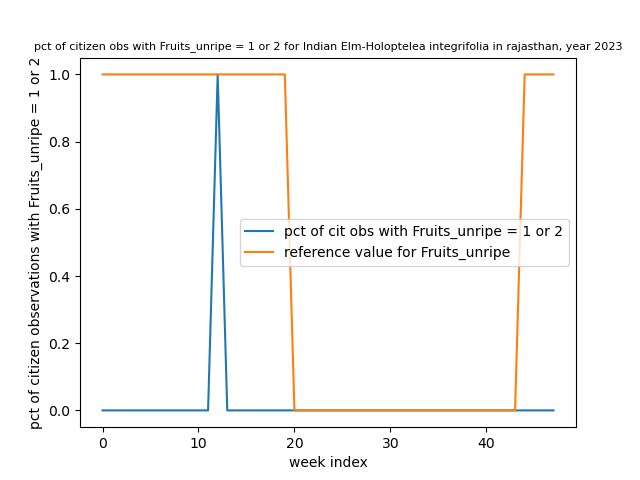 pct of citizen obs with Fruits_unripe = 1 or 2 for Indian Elm-Holoptelea integrifolia in rajasthan, year 2023
pct of citizen observations with Fruits_unripe = 1 or 2
1.0
0.8
0.6
0.4
0.2
0.0
pct of cit obs with Fruits_unripe = 1 or 2
reference value for Fruits_unripe
0 10 20 30 40
week index